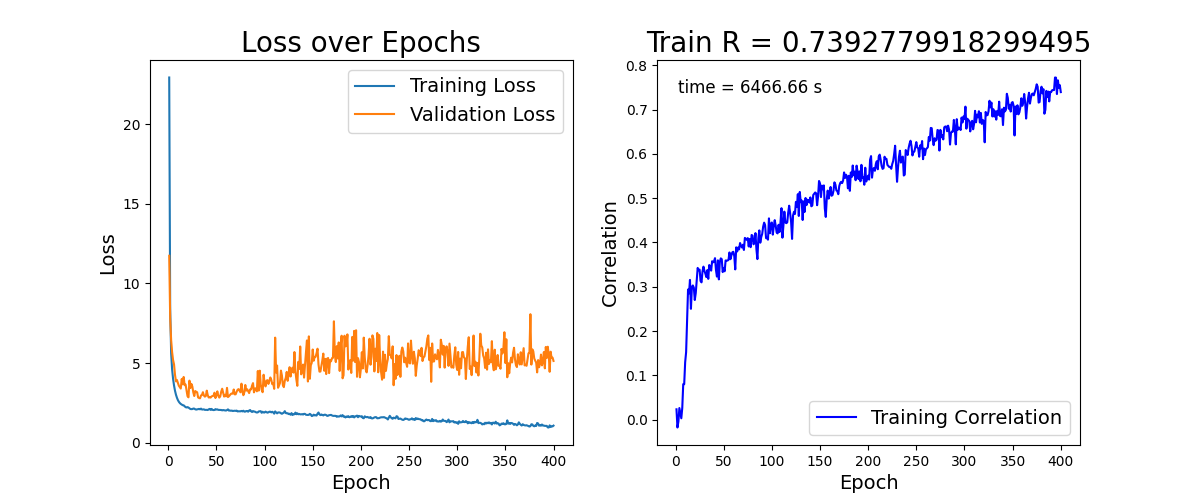 Loss over Epochs
Training Loss
Validation Loss
20
15
10
5
0
Loss
0 50 100 150 200 250 300 350 400
Epoch
Train R = 0.7392779918299495
time = 6466.66 s
0.8
0.7
0.6
0.5
0.4
0.3
0.2
0.1
0.0
Correlation
Training Correlation
0 50 100 150 200 250 300 350 400
Epoch